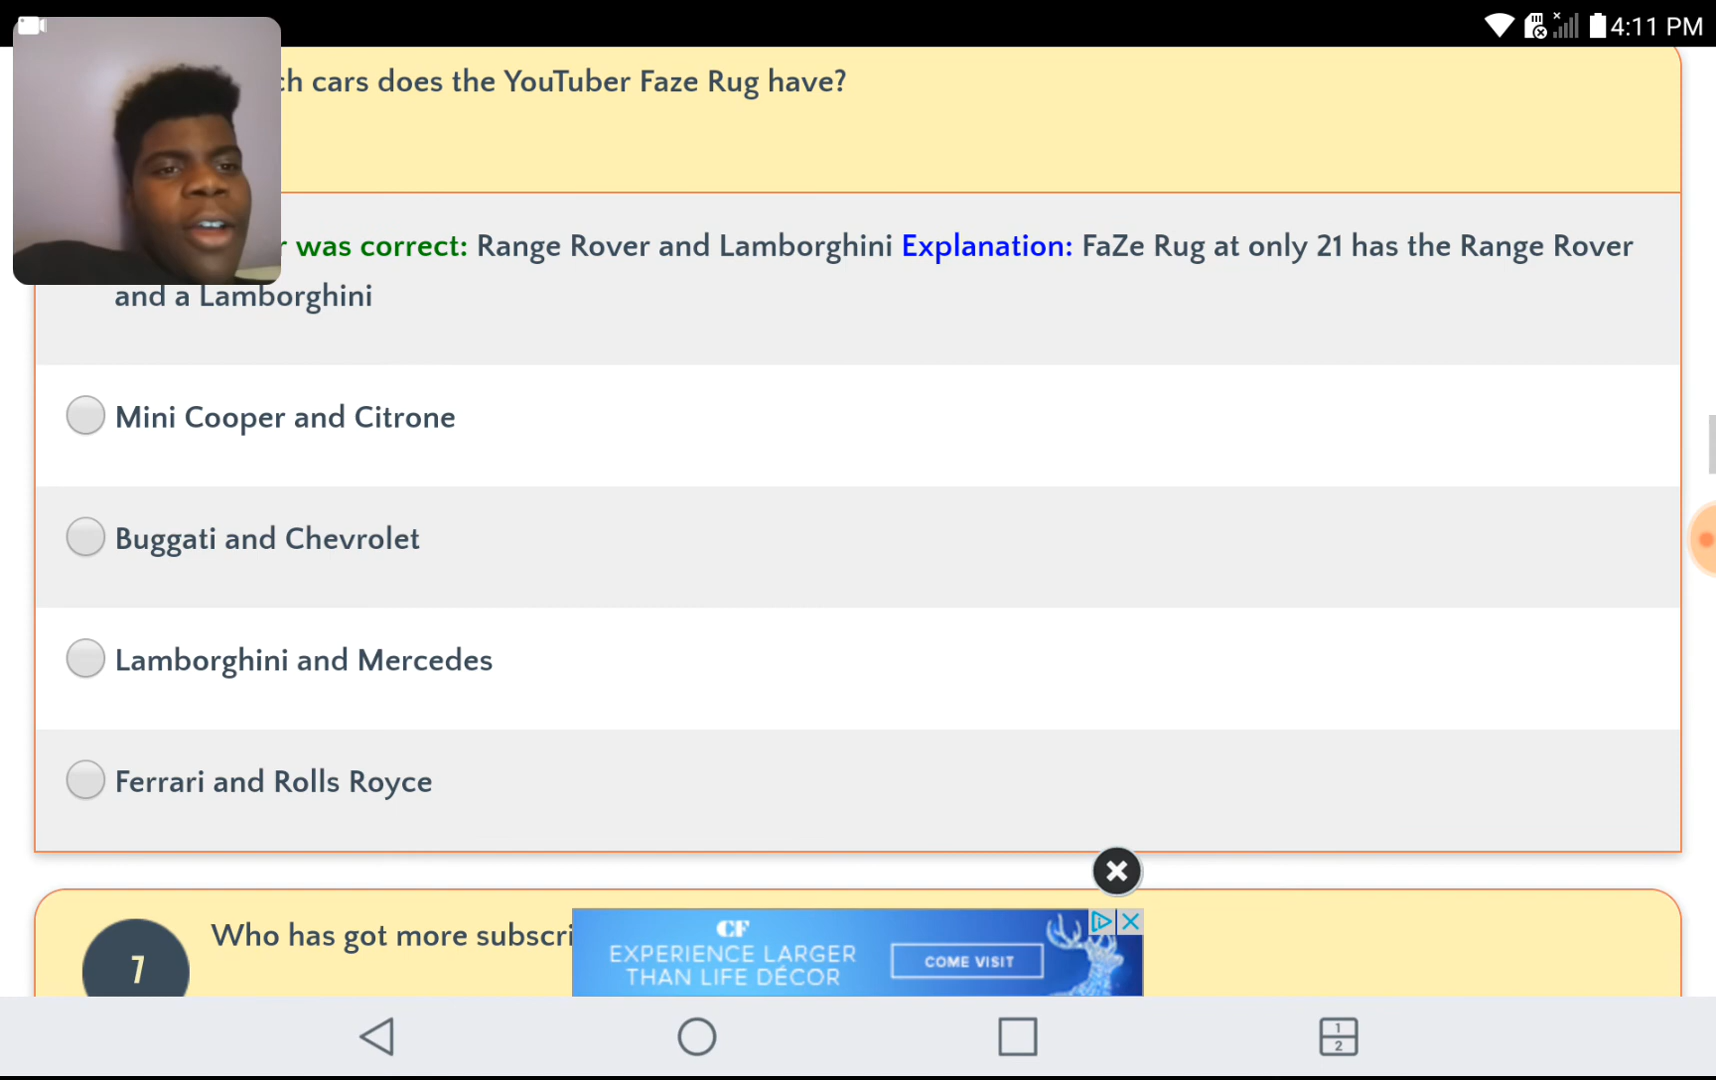 4:11 PM
ch cars does the YouTuber Faze Rug have?
r was correct: Range Rover and Lamborghini Explanation: FaZe Rug at only 21 has the Range Rover
and a Lamborghini
Mini Cooper and Citrone
Buggati and Chevrolet
Lamborghini and Mercedes
Ferrari and Rolls Royce
7
Who has got more subscri
CF
EXPERIENCE LARGER
THAN LIFE DÉCOR
COME VISIT
1
2